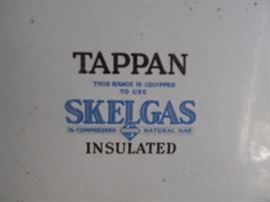 TAPPAN
THIS RANGE IS EQUIPPED
TO USE
SKELGAS
COMPRESSED NATURAL GAS
INSULATED